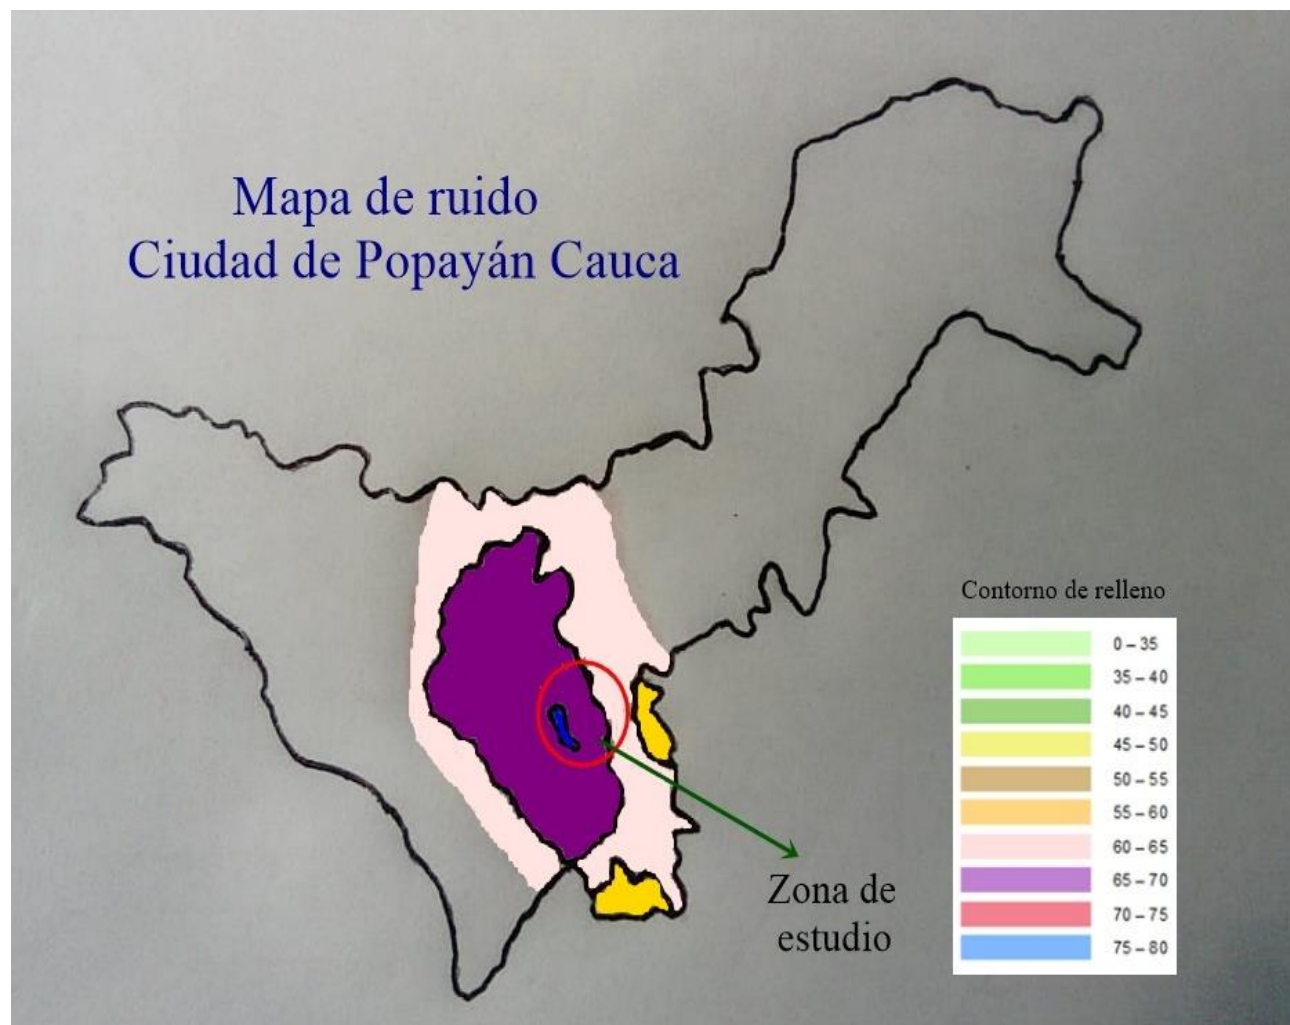 Mapa de ruido
Ciudad de Popayán Cauca
Contorno de relleno
0 – 35
35 – 40
40 – 45
45 – 50
50 – 55
55 – 60
60 – 65
65 – 70
70 – 75
75 – 80
Zona de
estudio